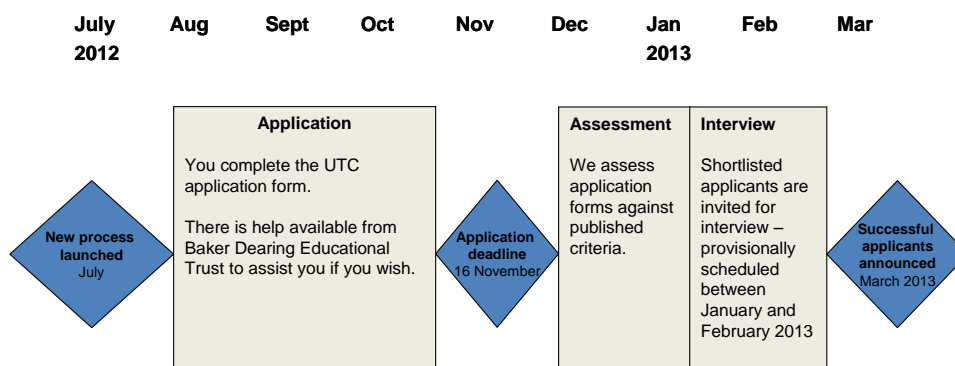 July Aug Sept Oct Nov Dec Jan Feb Mar
2012 2013
New process
launched
July
Application
You complete the UTC
application form.
There is help available from
Baker Dearing Educational
Trust to assist you if you wish.
Application
deadline
16 November
Assessment
We assess
application
forms against
published
criteria.
Interview
Shortlisted
applicants are
invited for
interview –
provisionally
scheduled
between
January and
February 2013
Successful
applicants
announced
March 2013